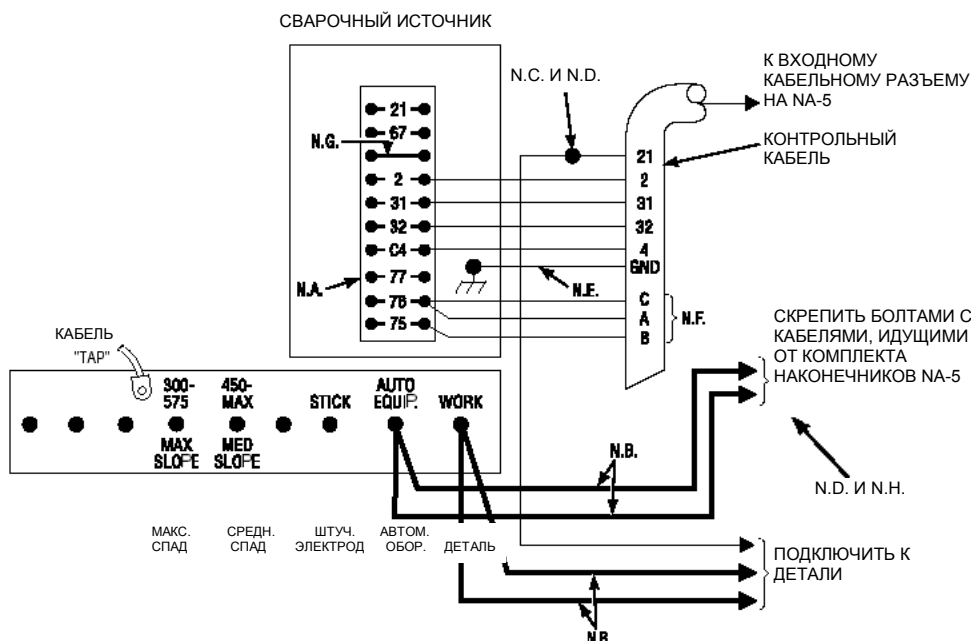 СВАРОЧНЫЙ ИСТОЧНИК
21
67
N.G.
2
31
32
C4
77
N.A.
76
75
N.C. И N.D.
К ВХОДНОМУ
КАБЕЛЬНОМУ РАЗЪЕМУ
НА NA-5
КОНТРОЛЬНЫЙ
КАБЕЛЬ
21
2
31
32
4
GND
N.E.
C
A
B
N.F.
СКРЕПИТЬ БОЛТАМИ С
КАБЕЛЯМИ, ИДУЩИМИ
ОТ КОМПЛЕКТА
НАКОНЕЧНИКОВ NA-5
N.D. И N.H.
КАБЕЛЬ
"TAP"
300-
575
450-
MAX
STICK
AUTO
EQUIP.
WORK
MAX
SLOPE
MED
SLOPE
N.B.
МАКС.
СПАД
СРЕДН.
СПАД
ШТУЧ.
ЭЛЕКТРОД
АВТОМ.
ОБОР.
ДЕТАЛЬ
ПОДКЛЮЧИТЬ К
ДЕТАЛИ
N.B.